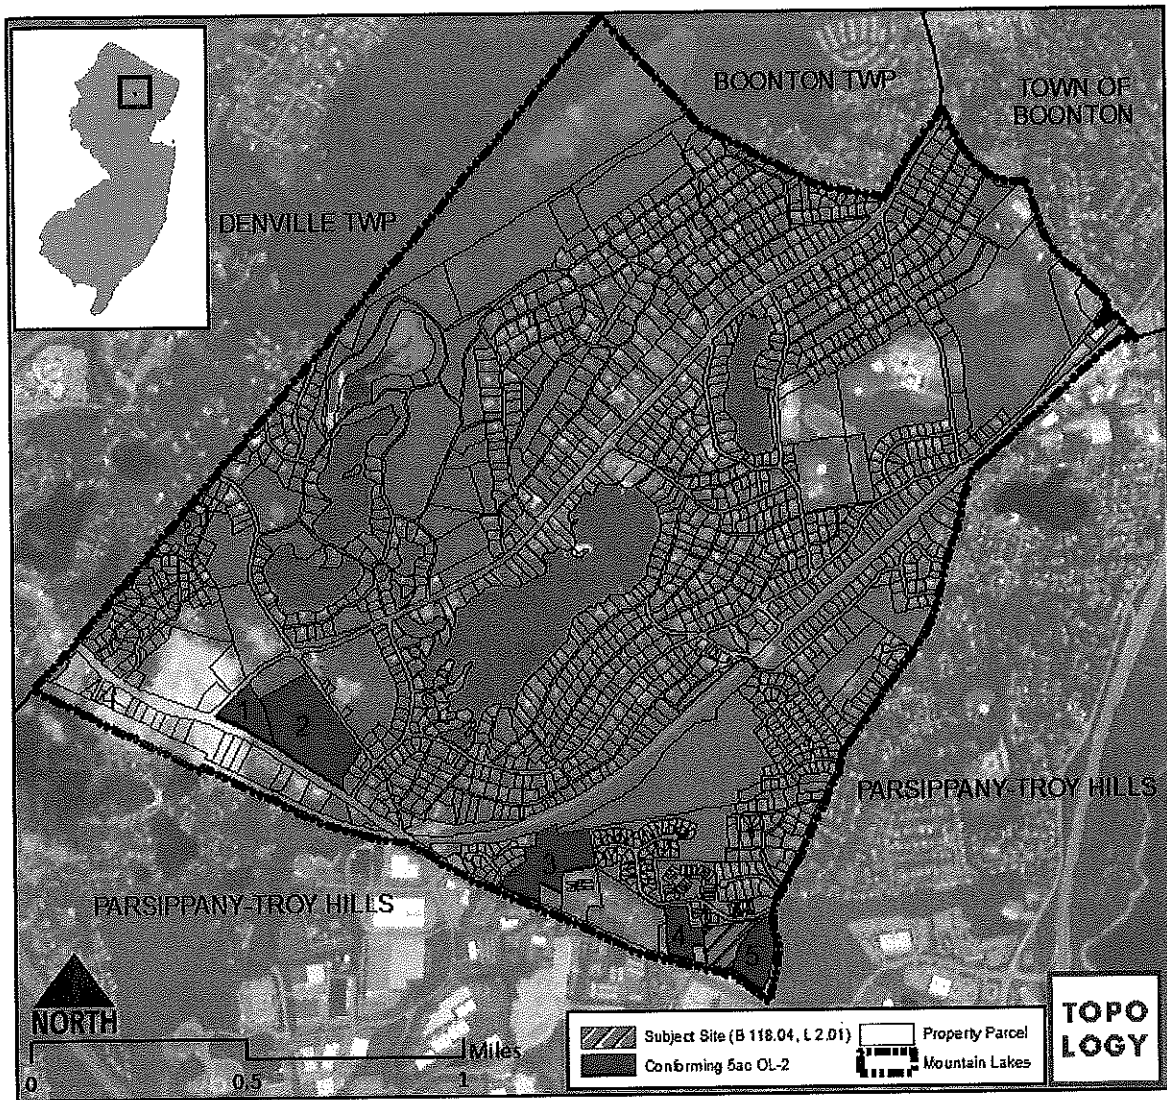 BOONTON TWP
TOWN OF
BOONTON
DENVILLE TWP
1
2
PARSIPPANY-TROY HILLS
3
PARSIPPANY-TROY HILLS
4
5
NORTH
Miles
0
0.5
1
Subject Site (B 118.04, L 2.01)
Property Parcel
Conforming 5ac OL-2
Mountain Lakes
TOPO
LOGY